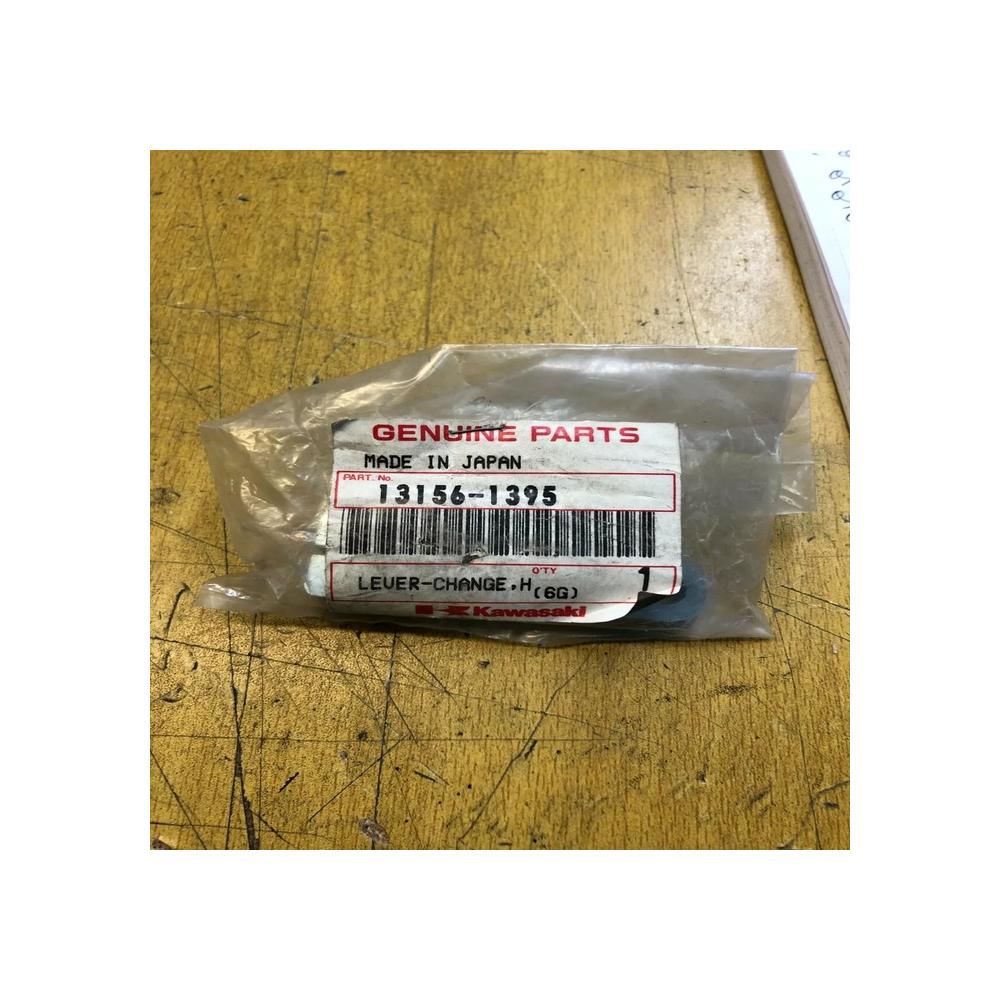 GENUINE PARTS
MADE IN JAPAN
PART. No.
13156-1395
Q'TY
LEVER-CHANGE,H (6G) 1
Kawasaki